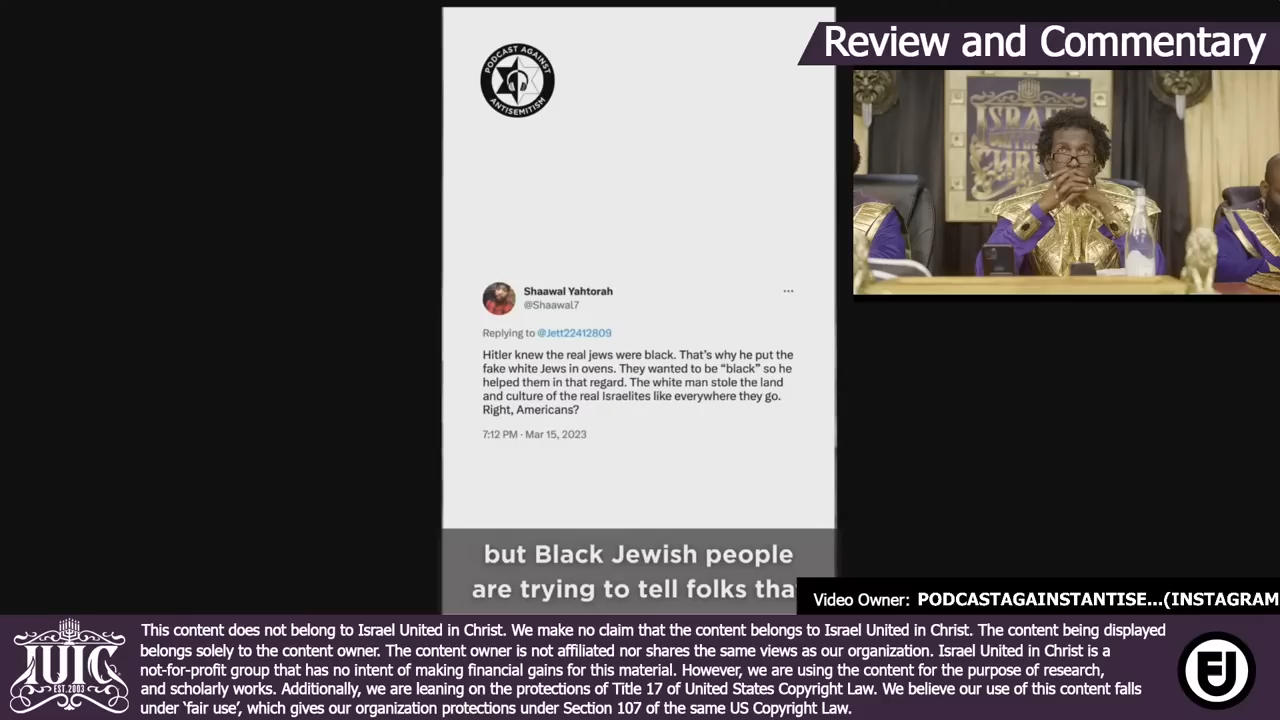 Review and Commentary
PODCAST AGAINST
ANTISEMITISM
ISRAEL
UNITED IN
CHRIST
Shaawal Yahtorah
@Shaawal7
Replying to @Jett22412809
Hitler knew the real jews were black. That's why he put the
fake white Jews in ovens. They wanted to be “black” so he
helped them in that regard. The white man stole the land
and culture of the real Israelites like everywhere they go.
Right, Americans?
7:12 PM · Mar 15, 2023
but Black Jewish people
are trying to tell folks tha
Video Owner: PODCASTAGAINSTANTISE...(INSTAGRAM
IUIC
EST. 2003
This content does not belong to Israel United in Christ. We make no claim that the content belongs to Israel United in Christ. The content being displayed
belongs solely to the content owner. The content owner is not affiliated nor shares the same views as our organization. Israel United in Christ is a
not-for-profit group that has no intent of making financial gains for this material. However, we are using the content for the purpose of research,
and scholarly works. Additionally, we are leaning on the protections of Title 17 of United States Copyright Law. We believe our use of this content falls
under ‘fair use’, which gives our organization protections under Section 107 of the same US Copyright Law.